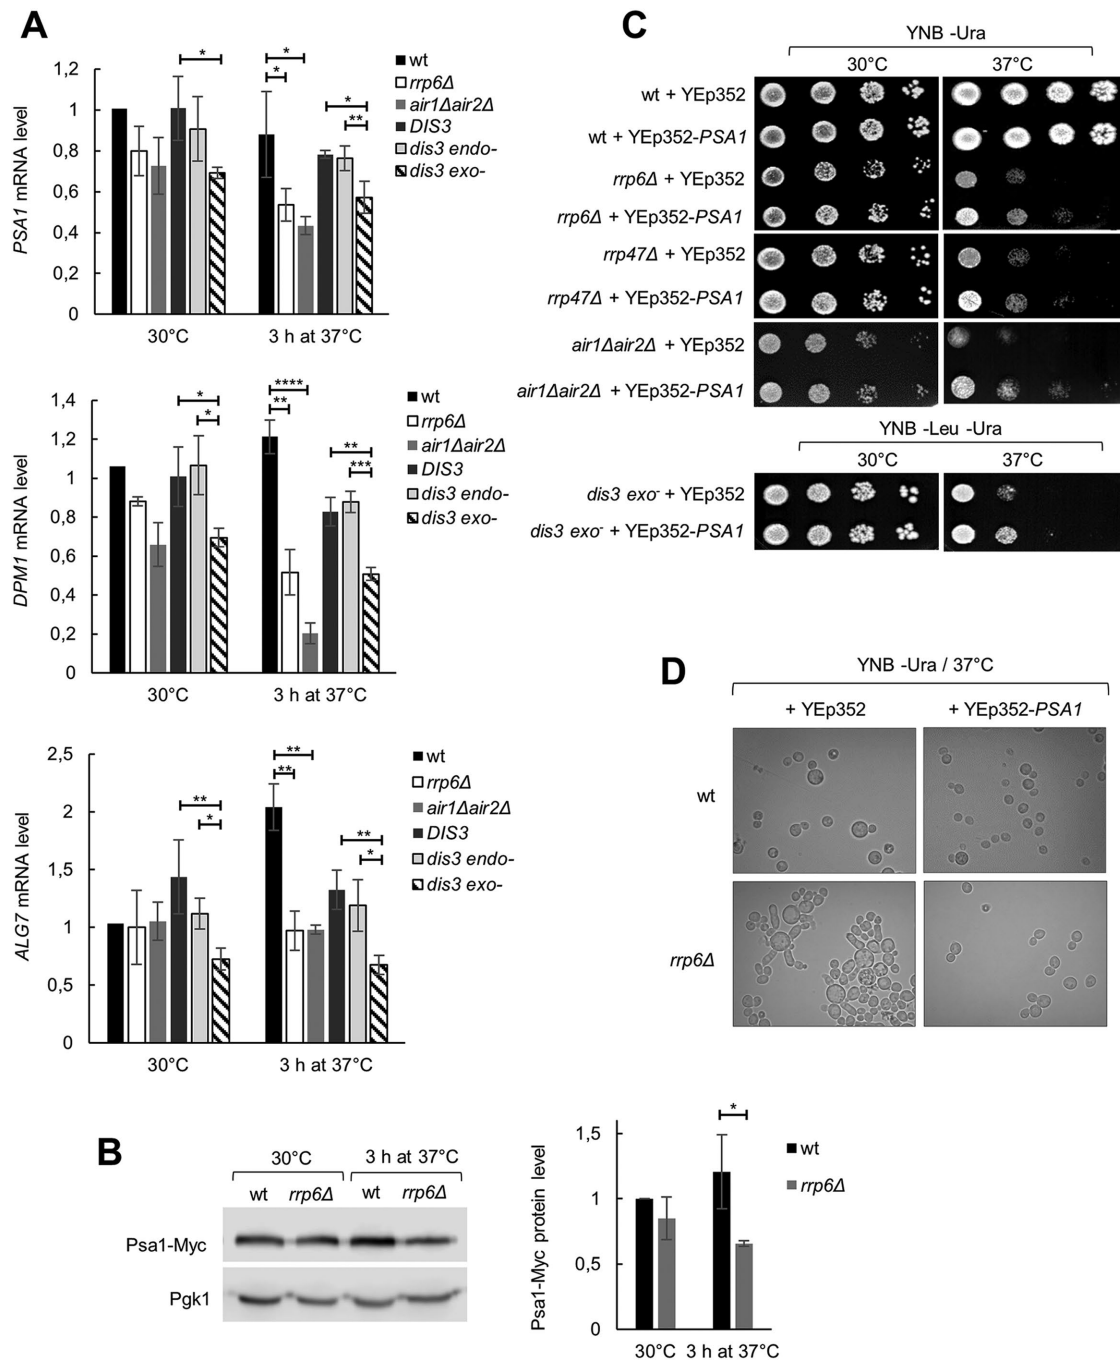 A
PSA1 mRNA level
1,2
1
0,8
0,6
0,4
0,2
0
*
*
*
*
**
wt
rrp6Δ
air1Δair2Δ
DIS3
dis3 endo-
dis3 exo-
30°C
3 h at 37°C
DPM1 mRNA level
1,4
1,2
1
0,8
0,6
0,4
0,2
0
*
*
****
**
**
***
wt
rrp6Δ
air1Δair2Δ
DIS3
dis3 endo-
dis3 exo-
30°C
3 h at 37°C
ALG7 mRNA level
2,5
2
1,5
1
0,5
0
**
*
**
**
**
*
wt
rrp6Δ
air1Δair2Δ
DIS3
dis3 endo-
dis3 exo-
30°C
3 h at 37°C
B
30°C
3 h at 37°C
wt
rrp6Δ
wt
rrp6Δ
Psa1-Myc
Pgk1
Psa1-Myc protein level
1,5
1
0,5
0
*
wt
rrp6Δ
30°C
3 h at 37°C
C
YNB -Ura
30°C
37°C
wt + YEp352
wt + YEp352-PSA1
rrp6Δ + YEp352
rrp6Δ + YEp352-PSA1
rrp47Δ + YEp352
rrp47Δ + YEp352-PSA1
air1Δair2Δ + YEp352
air1Δair2Δ + YEp352-PSA1
YNB -Leu -Ura
30°C
37°C
dis3 exo- + YEp352
dis3 exo- + YEp352-PSA1
D
YNB -Ura / 37°C
+ YEp352
+ YEp352-PSA1
wt
rrp6Δ